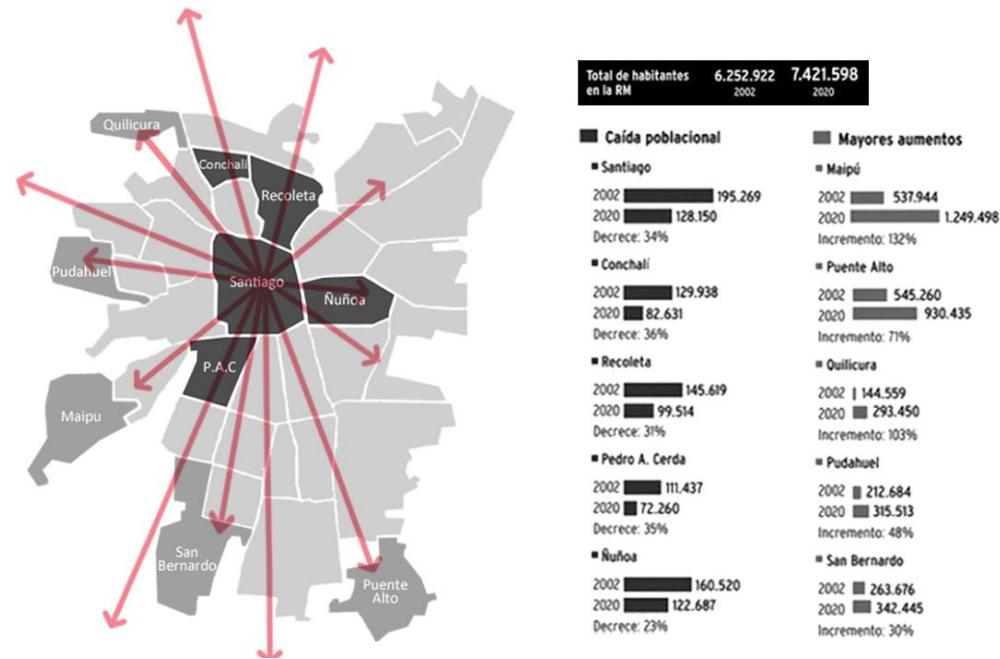 Quilicura
Conchalí
Recoleta
Pudahuel
Santiago
Ñuñoa
P.A.C
Maipu
San
Bernardo
Puente
Alto
Total de habitantes 6.252.922 7.421.598
en la RM 2002 2020
Caída poblacional
Santiago
2002 195.269
2020 128.150
Decrece: 34%
Conchalí
2002 129.938
2020 82.631
Decrece: 36%
Recoleta
2002 145.619
2020 99.514
Decrece: 31%
Pedro A. Cerda
2002 111.437
2020 72.260
Decrece: 35%
Ñuñoa
2002 160.520
2020 122.687
Decrece: 23%
Mayores aumentos
Maipú
2002 537.944
2020 1.249.498
Incremento: 132%
Puente Alto
2002 545.260
2020 930.435
Incremento: 71%
Quilicura
2002 144.559
2020 293.450
Incremento: 103%
Pudahuel
2002 212.684
2020 315.513
Incremento: 48%
San Bernardo
2002 263.676
2020 342.445
Incremento: 30%